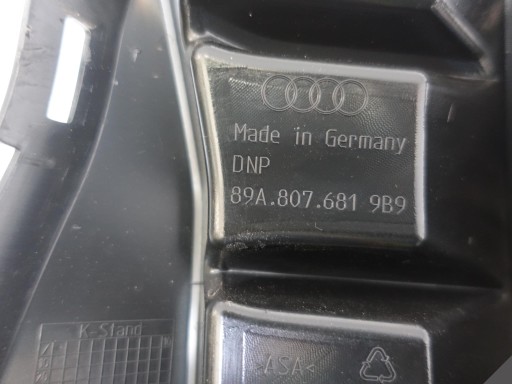 Made in Germany
DNP
89A.807.681 9B9
K-Stand
ASA<